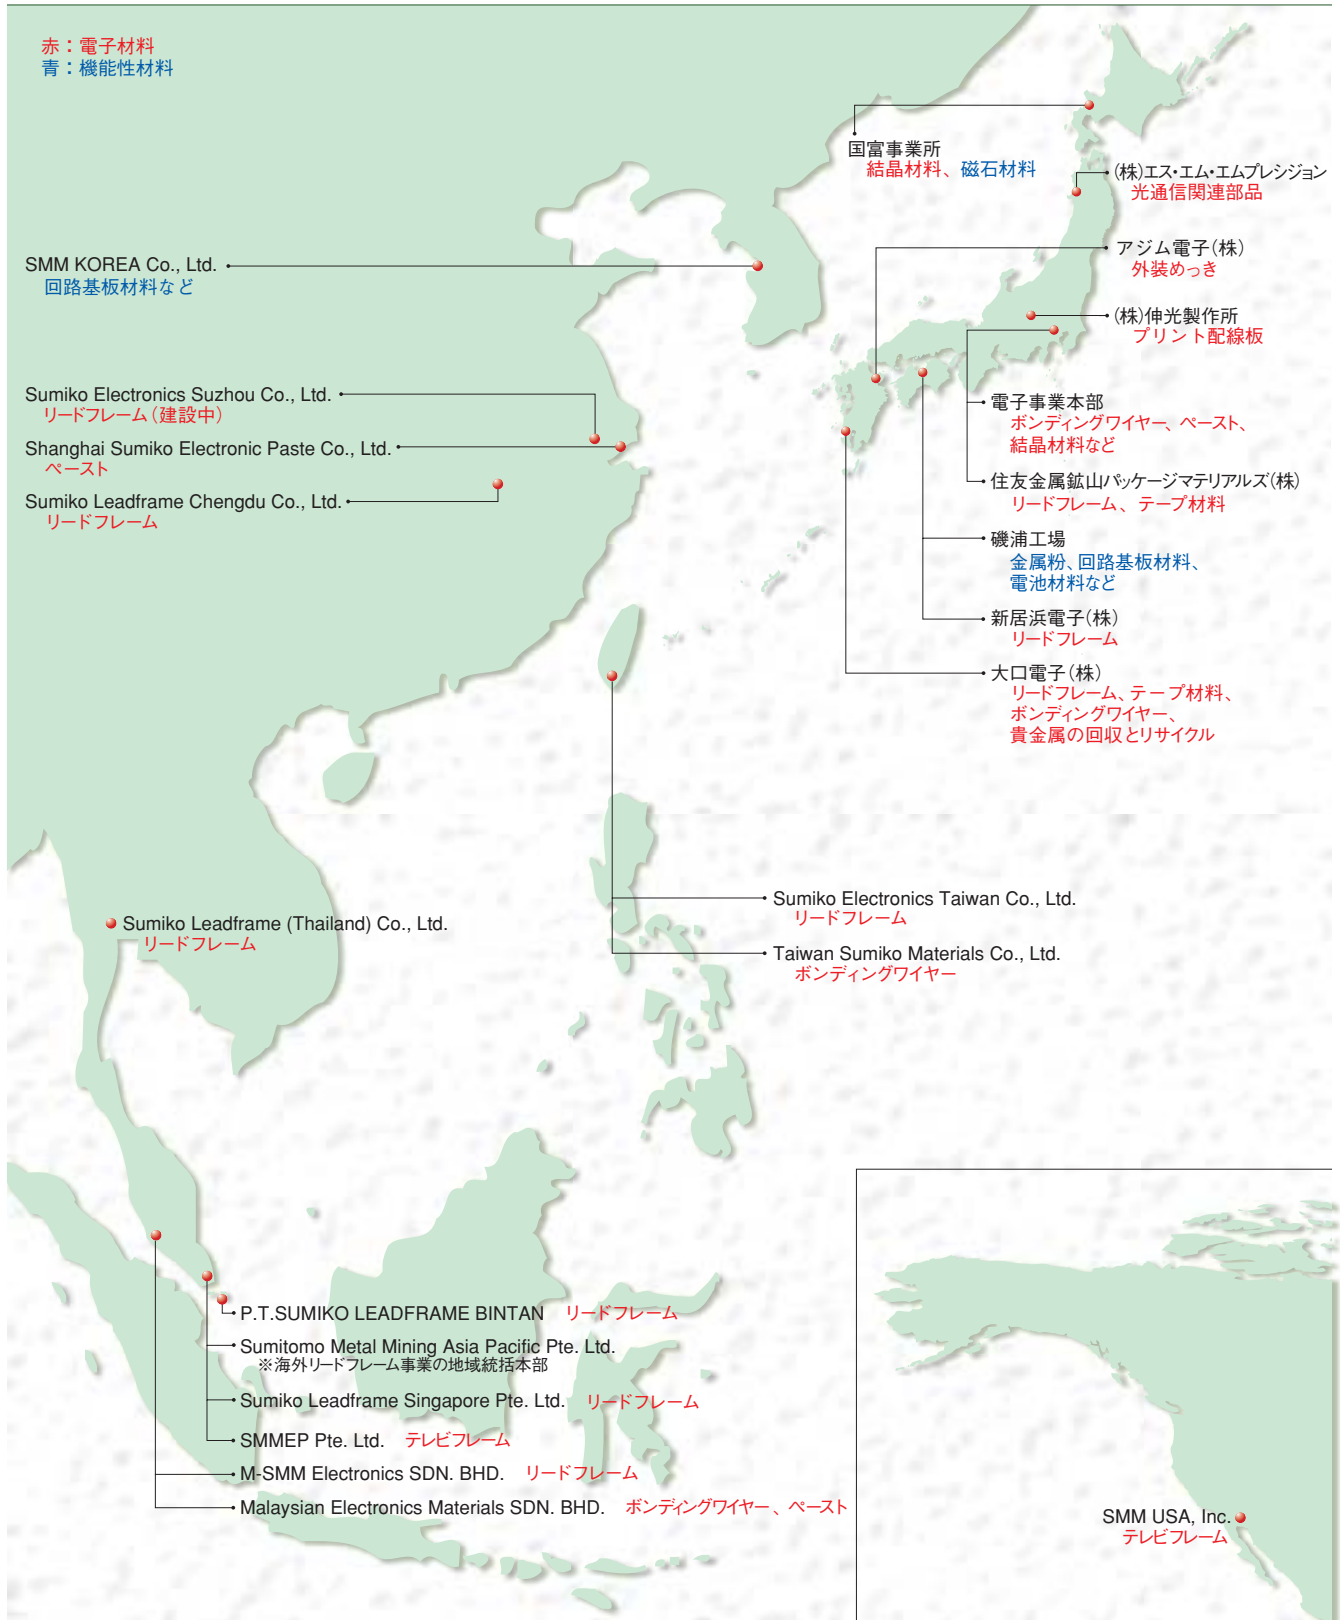 赤：電子材料
青：機能性材料
国富事業所
結晶材料、磁石材料
(株)エス・エム・エムプレシジョン
光通信関連部品
アジム電子(株)
外装めっき
(株)伸光製作所
プリント配線板
電子事業本部
ボンディングワイヤー、ペースト、
結晶材料など
住友金属鉱山パッケージマテリアルズ(株)
リードフレーム、テープ材料
磯浦工場
金属粉、回路基板材料、
電池材料など
新居浜電子(株)
リードフレーム
大口電子(株)
リードフレーム、テープ材料、
ボンディングワイヤー、
貴金属の回収とリサイクル
SMM KOREA Co., Ltd.
回路基板材料など
Sumiko Electronics Suzhou Co., Ltd.
リードフレーム(建設中)
Shanghai Sumiko Electronic Paste Co., Ltd.
ペースト
Sumiko Leadframe Chengdu Co., Ltd.
リードフレーム
Sumiko Electronics Taiwan Co., Ltd.
リードフレーム
Taiwan Sumiko Materials Co., Ltd.
ボンディングワイヤー
Sumiko Leadframe (Thailand) Co., Ltd.
リードフレーム
P.T.SUMIKO LEADFRAME BINTAN リードフレーム
Sumitomo Metal Mining Asia Pacific Pte. Ltd.
※海外リードフレーム事業の地域統括本部
Sumiko Leadframe Singapore Pte. Ltd. リードフレーム
SMMEP Pte. Ltd. テレビフレーム
M-SMM Electronics SDN. BHD. リードフレーム
Malaysian Electronics Materials SDN. BHD. ボンディングワイヤー、ペースト
SMM USA, Inc.
テレビフレーム